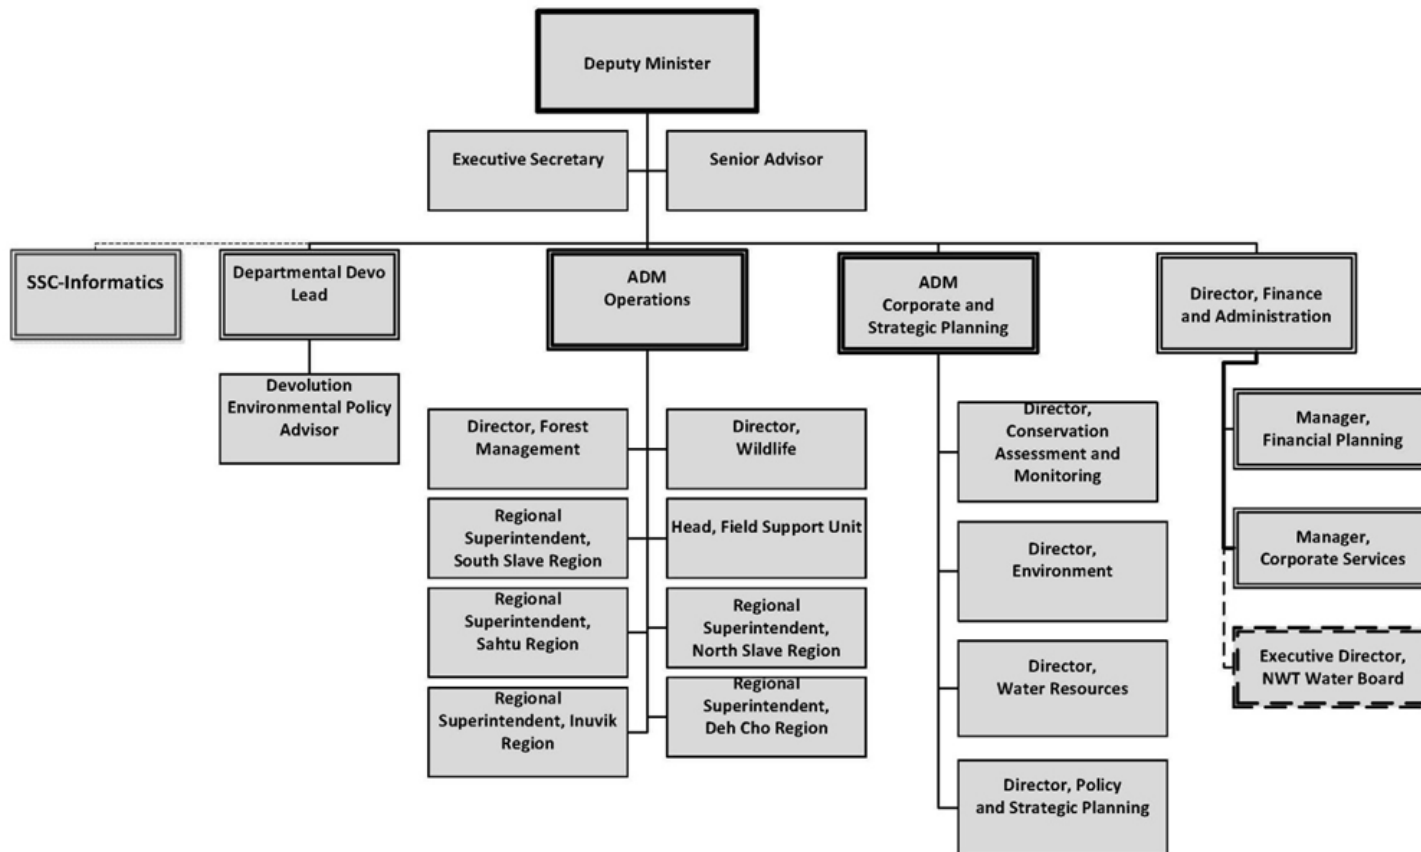 Deputy Minister
Executive Secretary
Senior Advisor
SSC-Informatics
Departmental Devo
Lead
ADM
Operations
ADM
Corporate and
Strategic Planning
Director, Finance
and Administration
Devolution
Environmental Policy
Advisor
Director, Forest
Management
Director,
Wildlife
Regional
Superintendent,
South Slave Region
Head, Field Support Unit
Regional
Superintendent,
Sahtu Region
Regional
Superintendent,
North Slave Region
Regional
Superintendent, Inuvik
Region
Regional
Superintendent,
Deh Cho Region
Director,
Conservation
Assessment and
Monitoring
Director,
Environment
Director,
Water Resources
Director, Policy
and Strategic Planning
Manager,
Financial Planning
Manager,
Corporate Services
Executive Director,
NWT Water Board